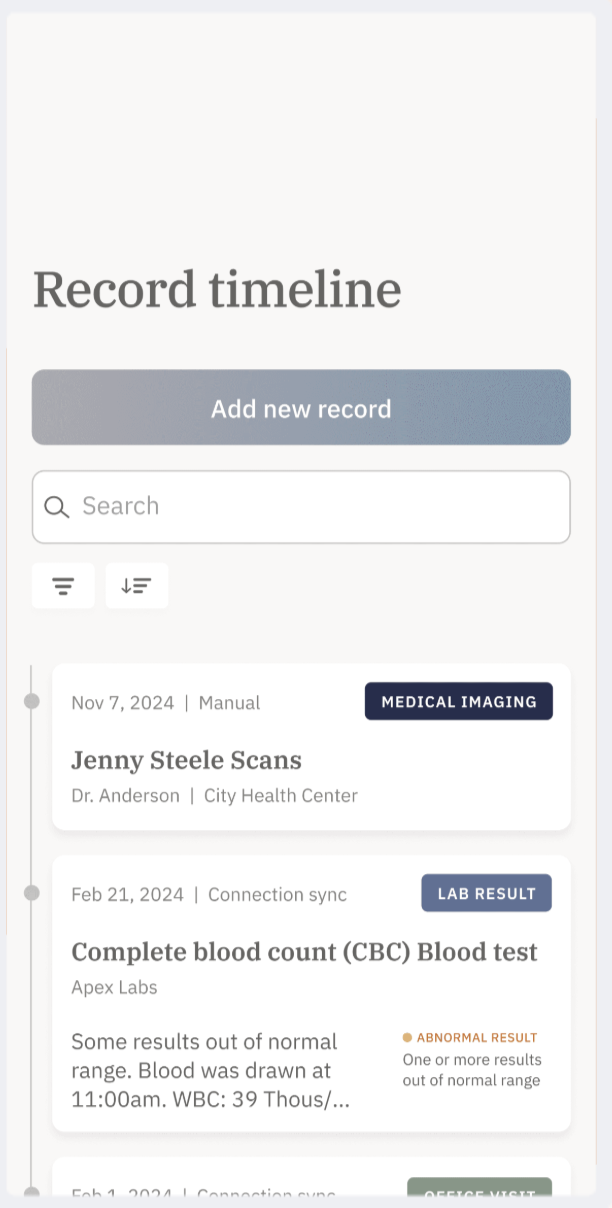 Record timeline
Add new record
Search
Nov 7, 2024 | Manual
MEDICAL IMAGING
Jenny Steele Scans
Dr. Anderson | City Health Center
Feb 21, 2024 | Connection sync
LAB RESULT
Complete blood count (CBC) Blood test
Apex Labs
Some results out of normal
range. Blood was drawn at
11:00am. WBC: 39 Thous/...
ABNORMAL RESULT
One or more results
out of normal range
Feb 1, 2024 | Connection sync
OFFICE VISIT